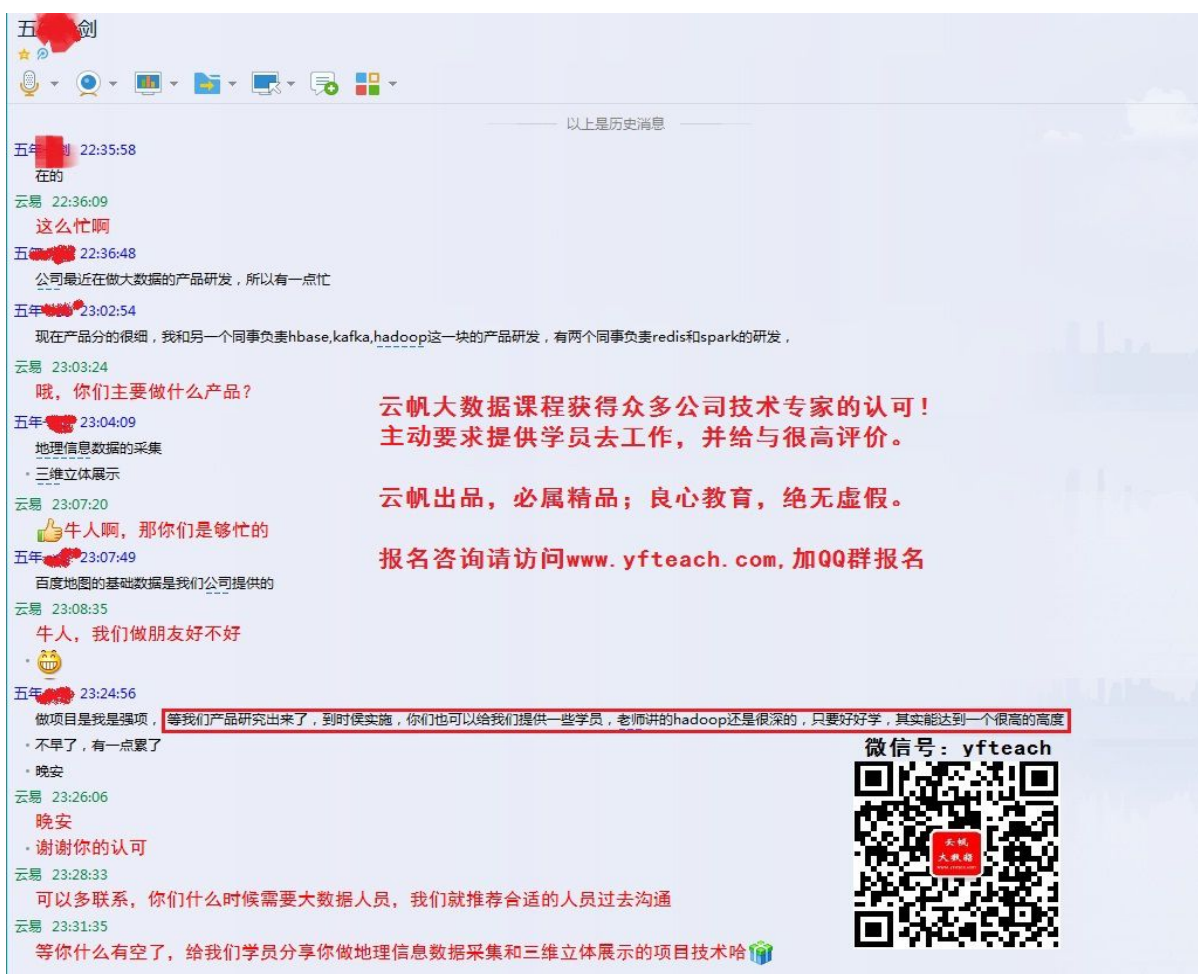 五 剑
以上是历史消息
五年 剑 22:35:58
在的
云易 22:36:09
这么忙啊
五 22:36:48
公司最近在做大数据的产品研发，所以有一点忙
五年 23:02:54
现在产品分的很细，我和另一个同事负责hbase,kafka,hadoop这一块的产品研发，有两个同事负责redis和spark的研发，
云易 23:03:24
哦，你们主要做什么产品？
五年 23:04:09
地理信息数据的采集
三维立体展示
云易 23:07:20
牛人啊，那你们是够忙的
五年 23:07:49
百度地图的基础数据是我们公司提供的
云易 23:08:35
牛人，我们做朋友好不好
五年 23:24:56
做项目是我是强项，等我们产品研究出来了，到时侯实施，你们也可以给我们提供一些学员，老师讲的hadoop还是很深的，只要好好学，其实能达到一个很高的高度
不早了，有一点累了
晚安
云易 23:26:06
晚安
谢谢你的认可
云易 23:28:33
可以多联系，你们什么时候需要大数据人员，我们就推荐合适的人员过去沟通
云易 23:31:35
等你什么有空了，给我们学员分享你做地理信息数据采集和三维立体展示的项目技术哈
云帆大数据课程获得众多公司技术专家的认可！
主动要求提供学员去工作，并给与很高评价。
云帆出品，必属精品；良心教育，绝无虚假。
报名咨询请访问www.yfteach.com,加QQ群报名
微信号：yfteach
云帆
大数据
www.yfteach.com